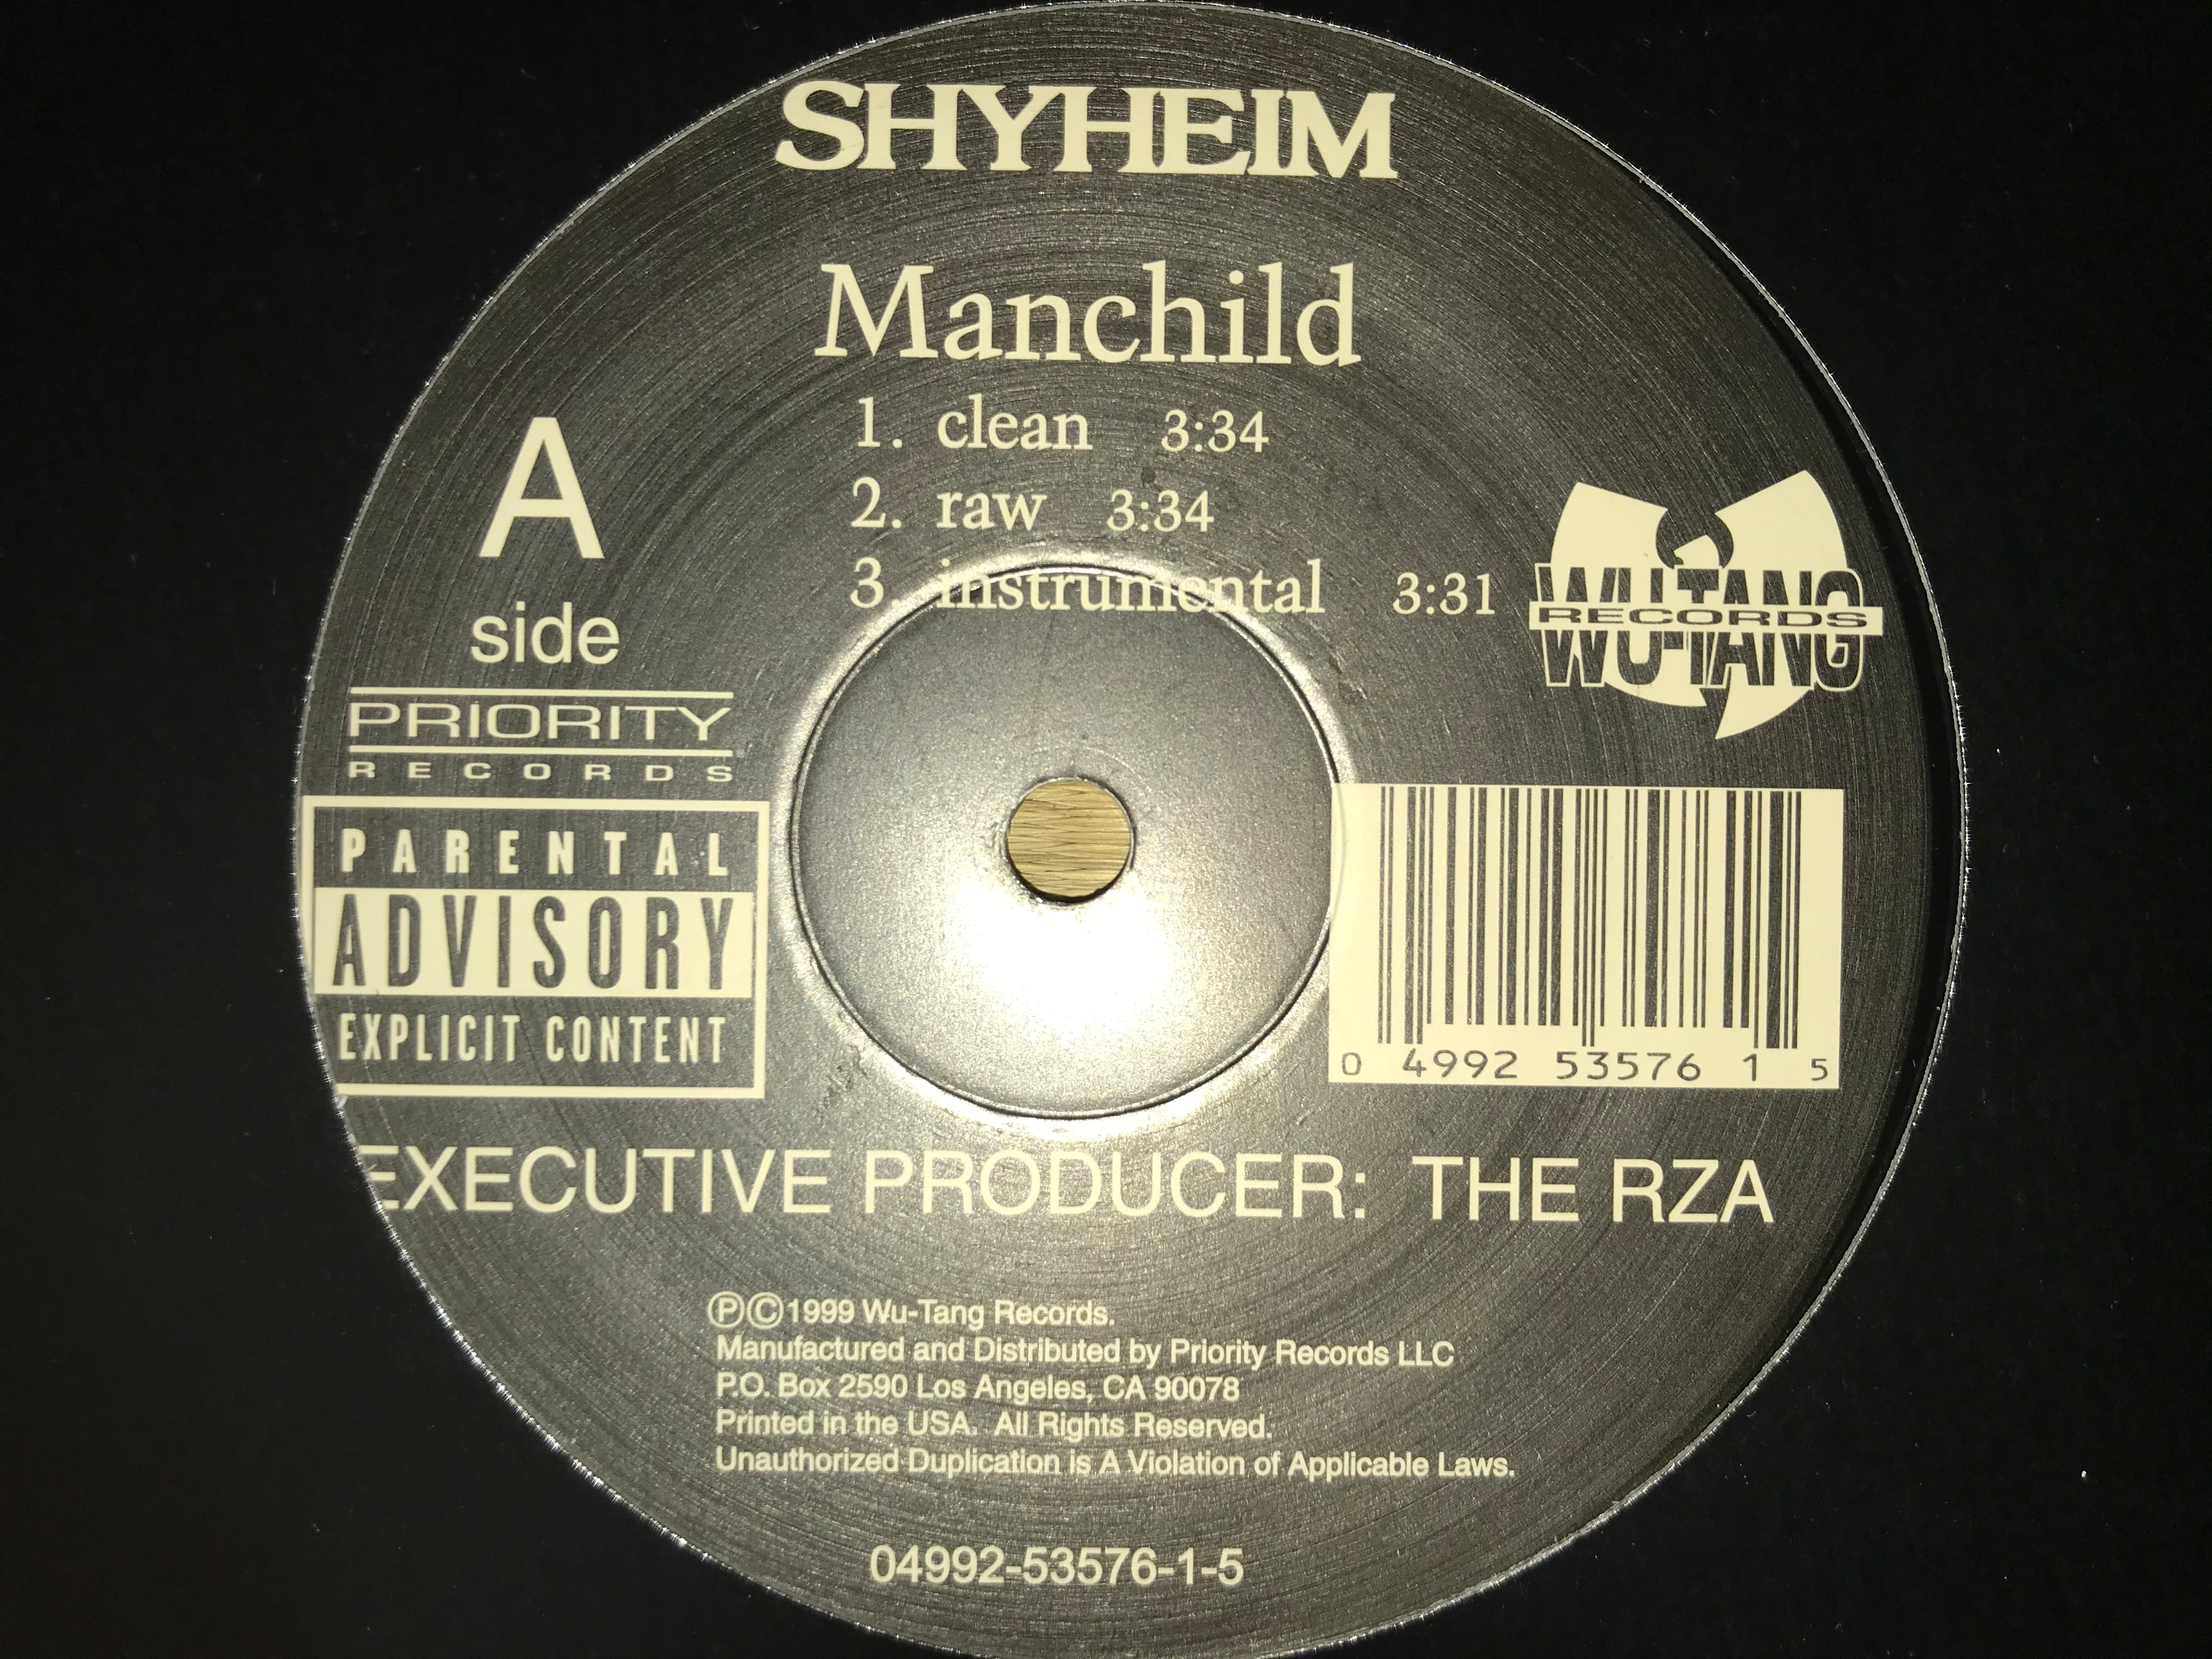 SHYHEIM
Manchild
1. clean 3:34
2. raw 3:34
3 instrumental 3:31
A
side
WU-TANG
RECORDS
PRIORITY
RECORDS
PARENTAL
ADVISORY
EXPLICIT CONTENT
0 4992 53576 1 5
EXECUTIVE PRODUCER: THE RZA
Ⓟ©1999 Wu-Tang Records.
Manufactured and Distributed by Priority Records LLC
P.O. Box 2590 Los Angeles, CA 90078
Printed in the USA. All Rights Reserved.
Unauthorized Duplication is A Violation of Applicable Laws.
04992-53576-1-5